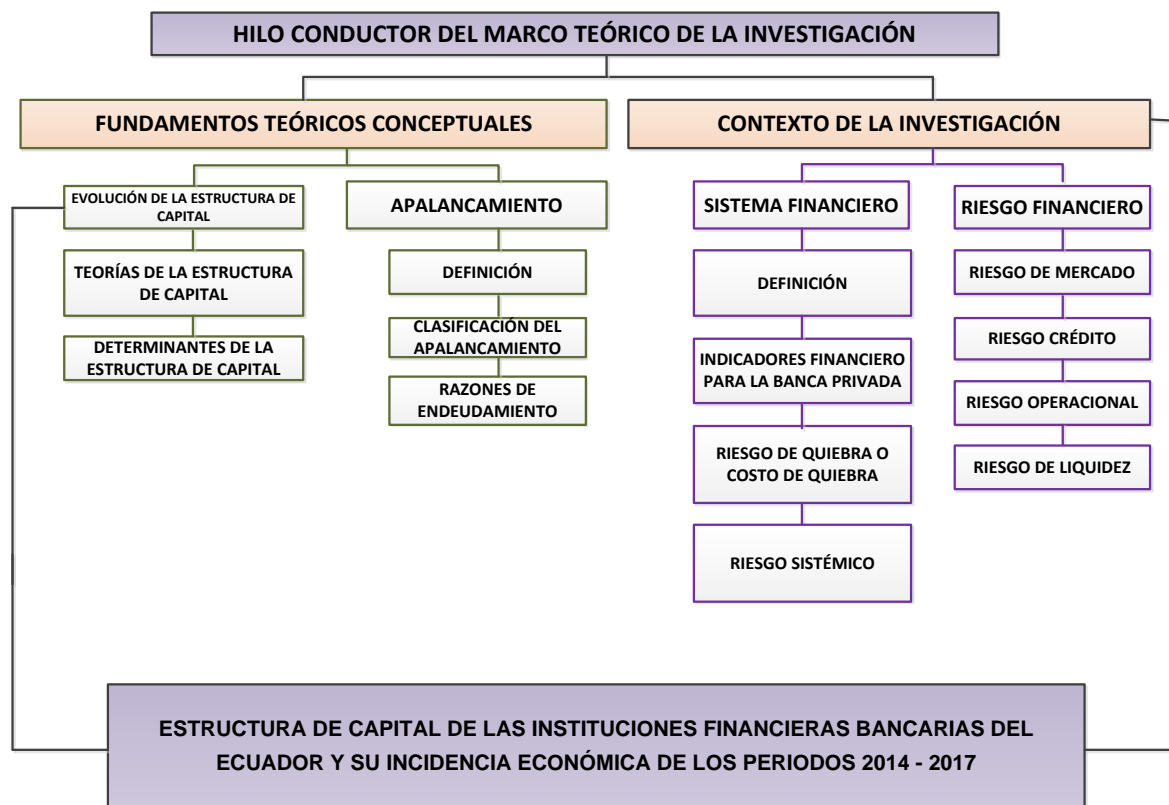 HILO CONDUCTOR DEL MARCO TEÓRICO DE LA INVESTIGACIÓN
FUNDAMENTOS TEÓRICOS CONCEPTUALES
CONTEXTO DE LA INVESTIGACIÓN
EVOLUCIÓN DE LA ESTRUCTURA DE
CAPITAL
TEORÍAS DE LA ESTRUCTURA
DE CAPITAL
DETERMINANTES DE LA
ESTRUCTURA DE CAPITAL
APALANCAMIENTO
DEFINICIÓN
CLASIFICACIÓN DEL
APALANCAMIENTO
RAZONES DE
ENDEUDAMIENTO
SISTEMA FINANCIERO
DEFINICIÓN
INDICADORES FINANCIERO
PARA LA BANCA PRIVADA
RIESGO DE QUIEBRA O
COSTO DE QUIEBRA
RIESGO SISTÉMICO
RIESGO FINANCIERO
RIESGO DE MERCADO
RIESGO CRÉDITO
RIESGO OPERACIONAL
RIESGO DE LIQUIDEZ
ESTRUCTURA DE CAPITAL DE LAS INSTITUCIONES FINANCIERAS BANCARIAS DEL
ECUADOR Y SU INCIDENCIA ECONÓMICA DE LOS PERIODOS 2014 - 2017